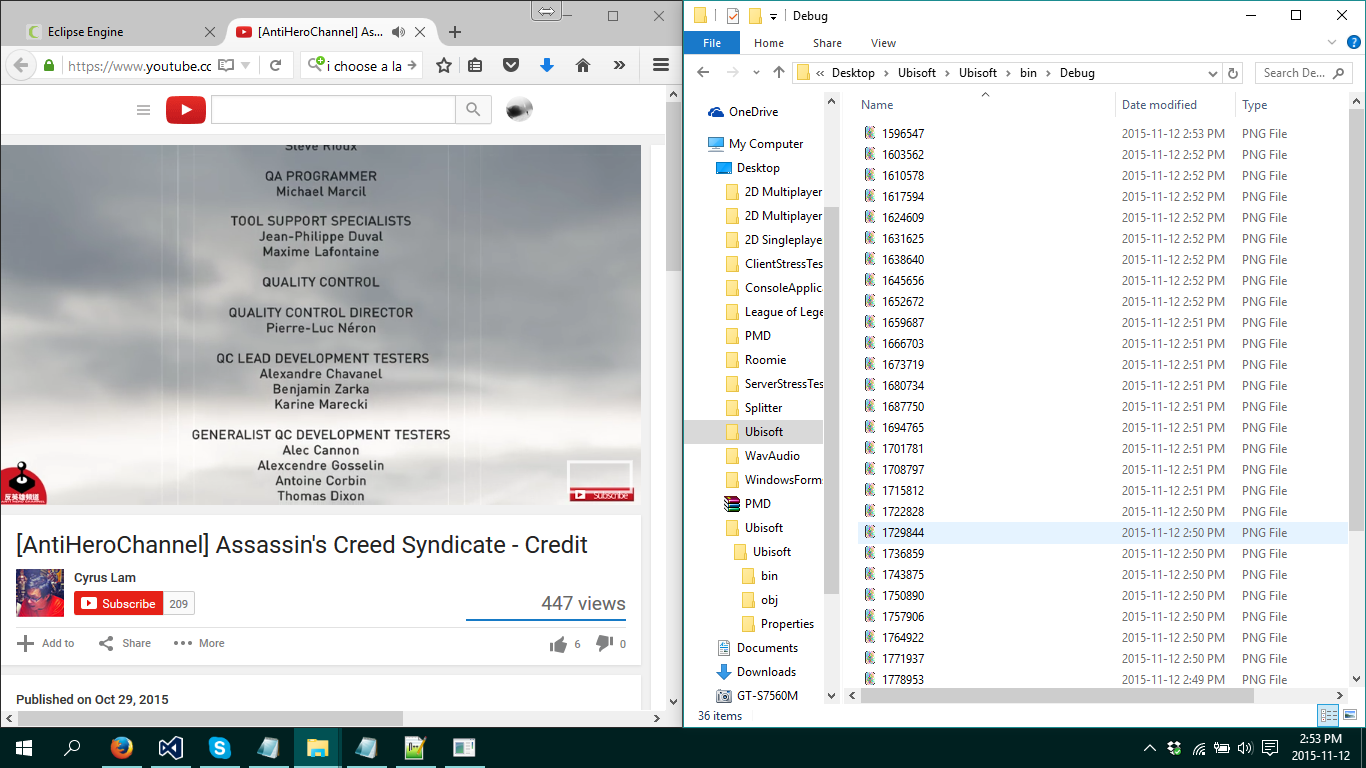 Eclipse Engine
[AntiHeroChannel] As...
https://www.youtube.co
i choose a la
Steve Rioux
QA PROGRAMMER
Michael Marcil
TOOL SUPPORT SPECIALISTS
Jean-Philippe Duval
Maxime Lafontaine
QUALITY CONTROL
QUALITY CONTROL DIRECTOR
Pierre-Luc Néron
QC LEAD DEVELOPMENT TESTERS
Alexandre Chavanel
Benjamin Zarka
Karine Marecki
GENERALIST QC DEVELOPMENT TESTERS
Alec Cannon
Alexcendre Gosselin
Antoine Corbin
Thomas Dixon
反英雄頻道
Subscribe
[AntiHeroChannel] Assassin's Creed Syndicate - Credit
Cyrus Lam
Subscribe 209
447 views
Add to Share More 6 0
Published on Oct 29, 2015
Debug
File Home Share View
« Desktop Ubisoft Ubisoft bin Debug
Search De...
OneDrive
My Computer
Desktop
2D Multiplayer
2D Multiplayer
2D Singleplaye
ClientStressTes
ConsoleApplic
League of Lege
PMD
Roomie
ServerStressTes
Splitter
Ubisoft
WavAudio
WindowsForm
PMD
Ubisoft
Ubisoft
bin
obj
Properties
Documents
Downloads
GT-S7560M
Name Date modified Type
1596547 2015-11-12 2:53 PM PNG File
1603562 2015-11-12 2:52 PM PNG File
1610578 2015-11-12 2:52 PM PNG File
1617594 2015-11-12 2:52 PM PNG File
1624609 2015-11-12 2:52 PM PNG File
1631625 2015-11-12 2:52 PM PNG File
1638640 2015-11-12 2:52 PM PNG File
1645656 2015-11-12 2:52 PM PNG File
1652672 2015-11-12 2:52 PM PNG File
1659687 2015-11-12 2:51 PM PNG File
1666703 2015-11-12 2:51 PM PNG File
1673719 2015-11-12 2:51 PM PNG File
1680734 2015-11-12 2:51 PM PNG File
1687750 2015-11-12 2:51 PM PNG File
1694765 2015-11-12 2:51 PM PNG File
1701781 2015-11-12 2:51 PM PNG File
1708797 2015-11-12 2:51 PM PNG File
1715812 2015-11-12 2:51 PM PNG File
1722828 2015-11-12 2:50 PM PNG File
1729844 2015-11-12 2:50 PM PNG File
1736859 2015-11-12 2:50 PM PNG File
1743875 2015-11-12 2:50 PM PNG File
1750890 2015-11-12 2:50 PM PNG File
1757906 2015-11-12 2:50 PM PNG File
1764922 2015-11-12 2:50 PM PNG File
1771937 2015-11-12 2:50 PM PNG File
1778953 2015-11-12 2:49 PM PNG File
36 items
2:53 PM
2015-11-12